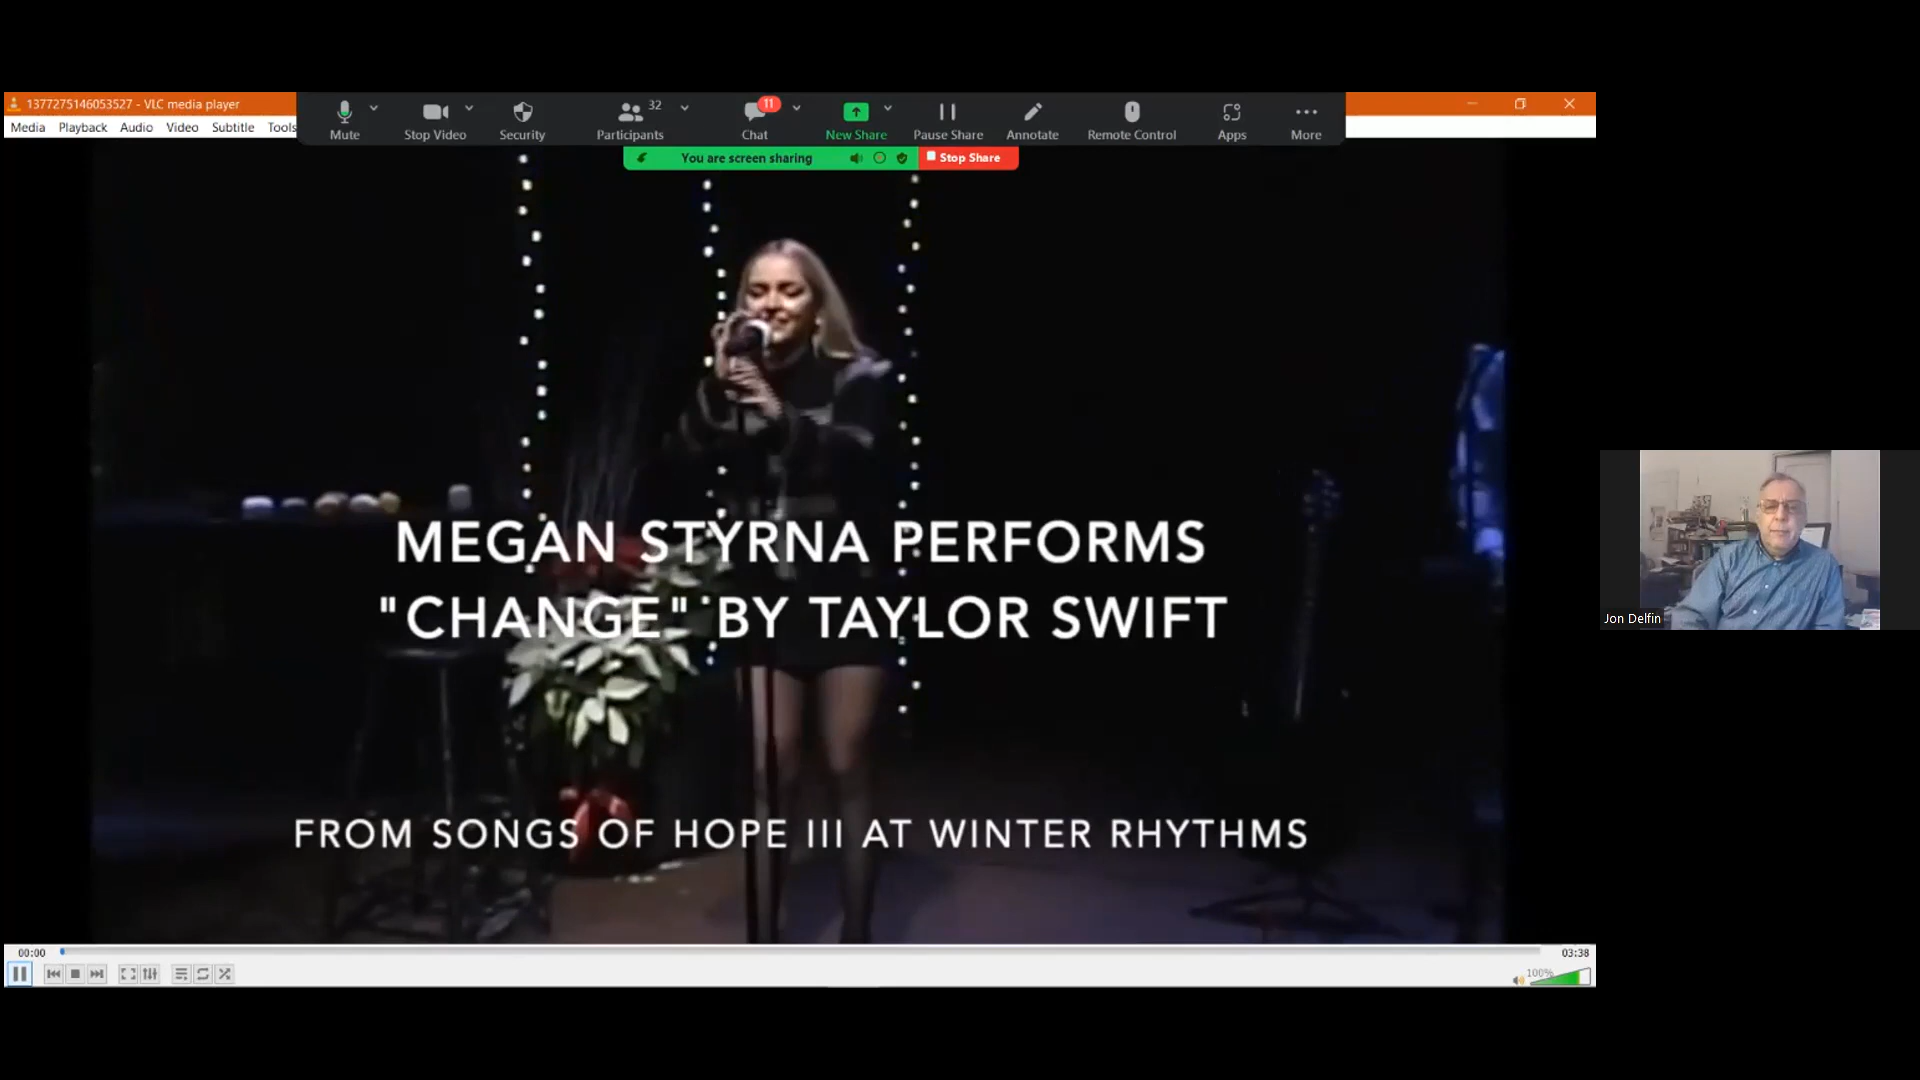 1377275146053527 - VLC media player
Media Playback Audio Video Subtitle Tools
Mute
Stop Video
Security
32
Participants
11
Chat
New Share
Pause Share
Annotate
Remote Control
Apps
More
You are screen sharing
Stop Share
MEGAN STYRNA PERFORMS
"CHANGE" BY TAYLOR SWIFT
FROM SONGS OF HOPE III AT WINTER RHYTHMS
Jon Delfin
00:00
03:38
100%